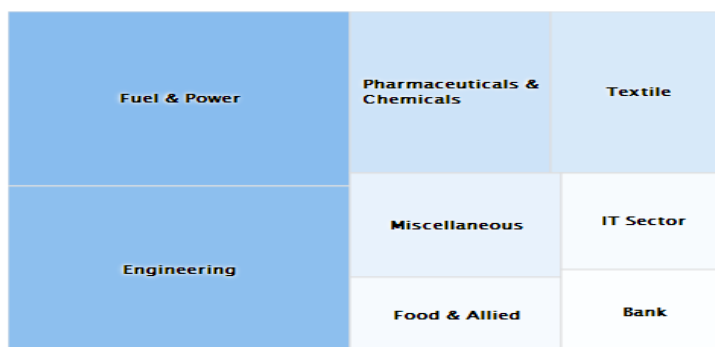 Fuel & Power
Pharmaceuticals &
Chemicals
Textile
Engineering
Miscellaneous
IT Sector
Food & Allied
Bank